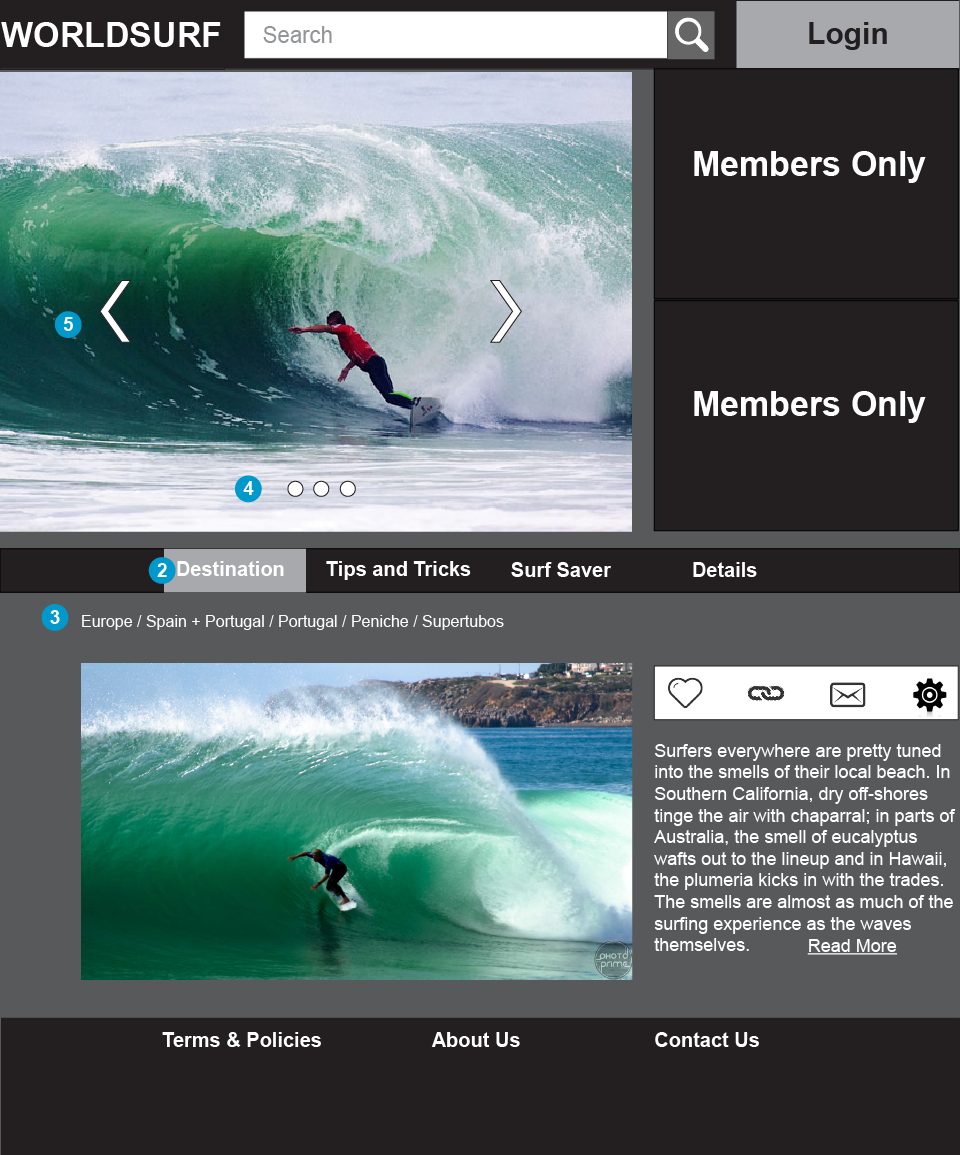 WORLDSURF
Search
Login
Members Only
5
Members Only
4
2
Destination
Tips and Tricks
Surf Saver
Details
3
Europe / Spain + Portugal / Portugal / Peniche / Supertubos
Surfers everywhere are pretty tuned
into the smells of their local beach. In
Southern California, dry off-shores
tinge the air with chaparral; in parts of
Australia, the smell of eucalyptus
wafts out to the lineup and in Hawaii,
the plumeria kicks in with the trades.
The smells are almost as much of the
surfing experience as the waves
themselves.
Read More
PHOTO
prime
Terms & Policies
About Us
Contact Us